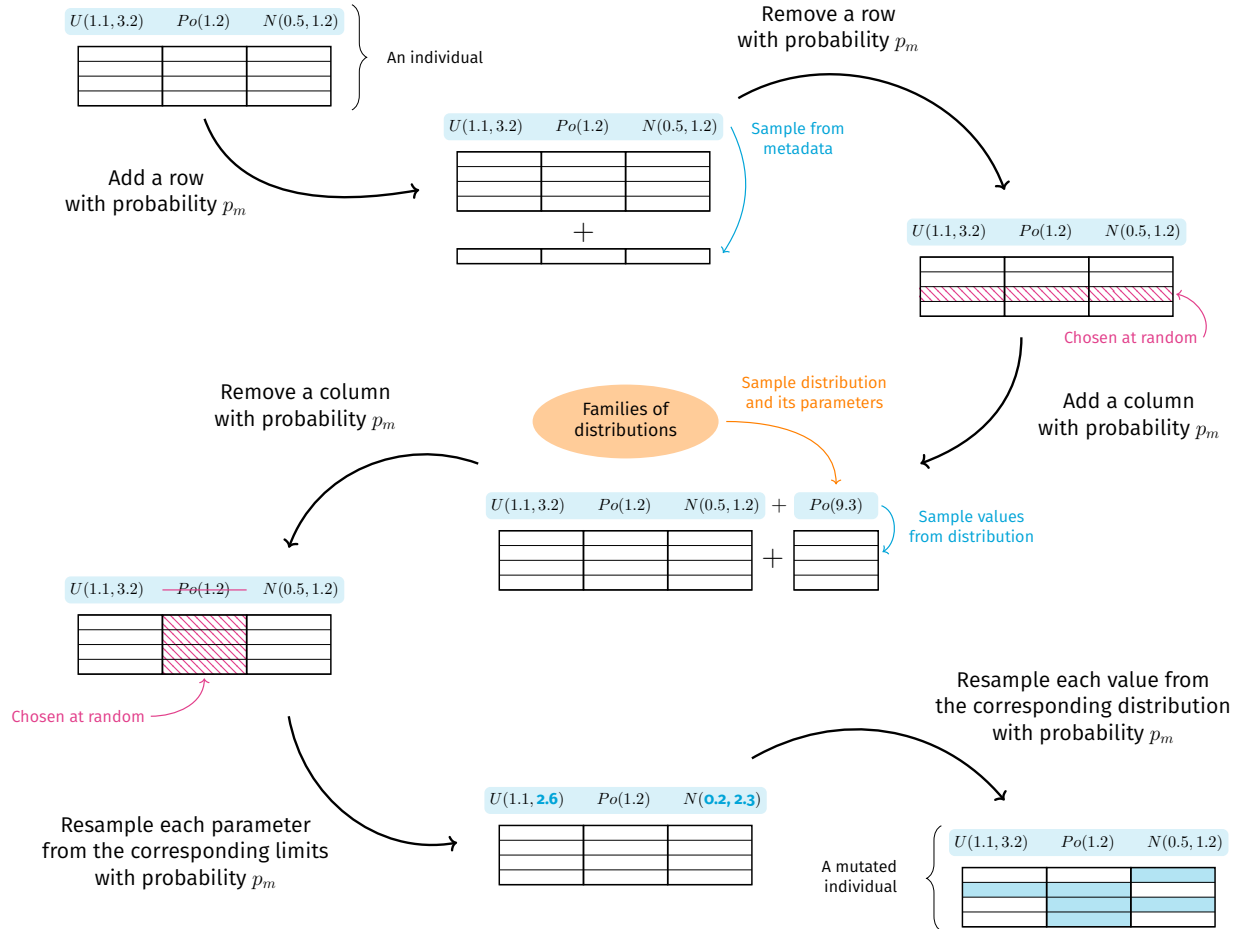 U(1.1, 3.2) Po(1.2) N(0.5, 1.2)
An individual
Add a row
with probability p_m
Remove a row
with probability p_m
U(1.1, 3.2) Po(1.2) N(0.5, 1.2)
Sample from
metadata
+
U(1.1, 3.2) Po(1.2) N(0.5, 1.2)
Chosen at random
Add a column
with probability p_m
Families of
distributions
Sample distribution
and its parameters
U(1.1, 3.2) Po(1.2) N(0.5, 1.2) + Po(9.3)
+
Sample values
from distribution
Remove a column
with probability p_m
U(1.1, 3.2) Po(1.2) N(0.5, 1.2)
Chosen at random
Resample each parameter
from the corresponding limits
with probability p_m
U(1.1, 2.6) Po(1.2) N(0.2, 2.3)
Resample each value from
the corresponding distribution
with probability p_m
U(1.1, 3.2) Po(1.2) N(0.5, 1.2)
A mutated
individual